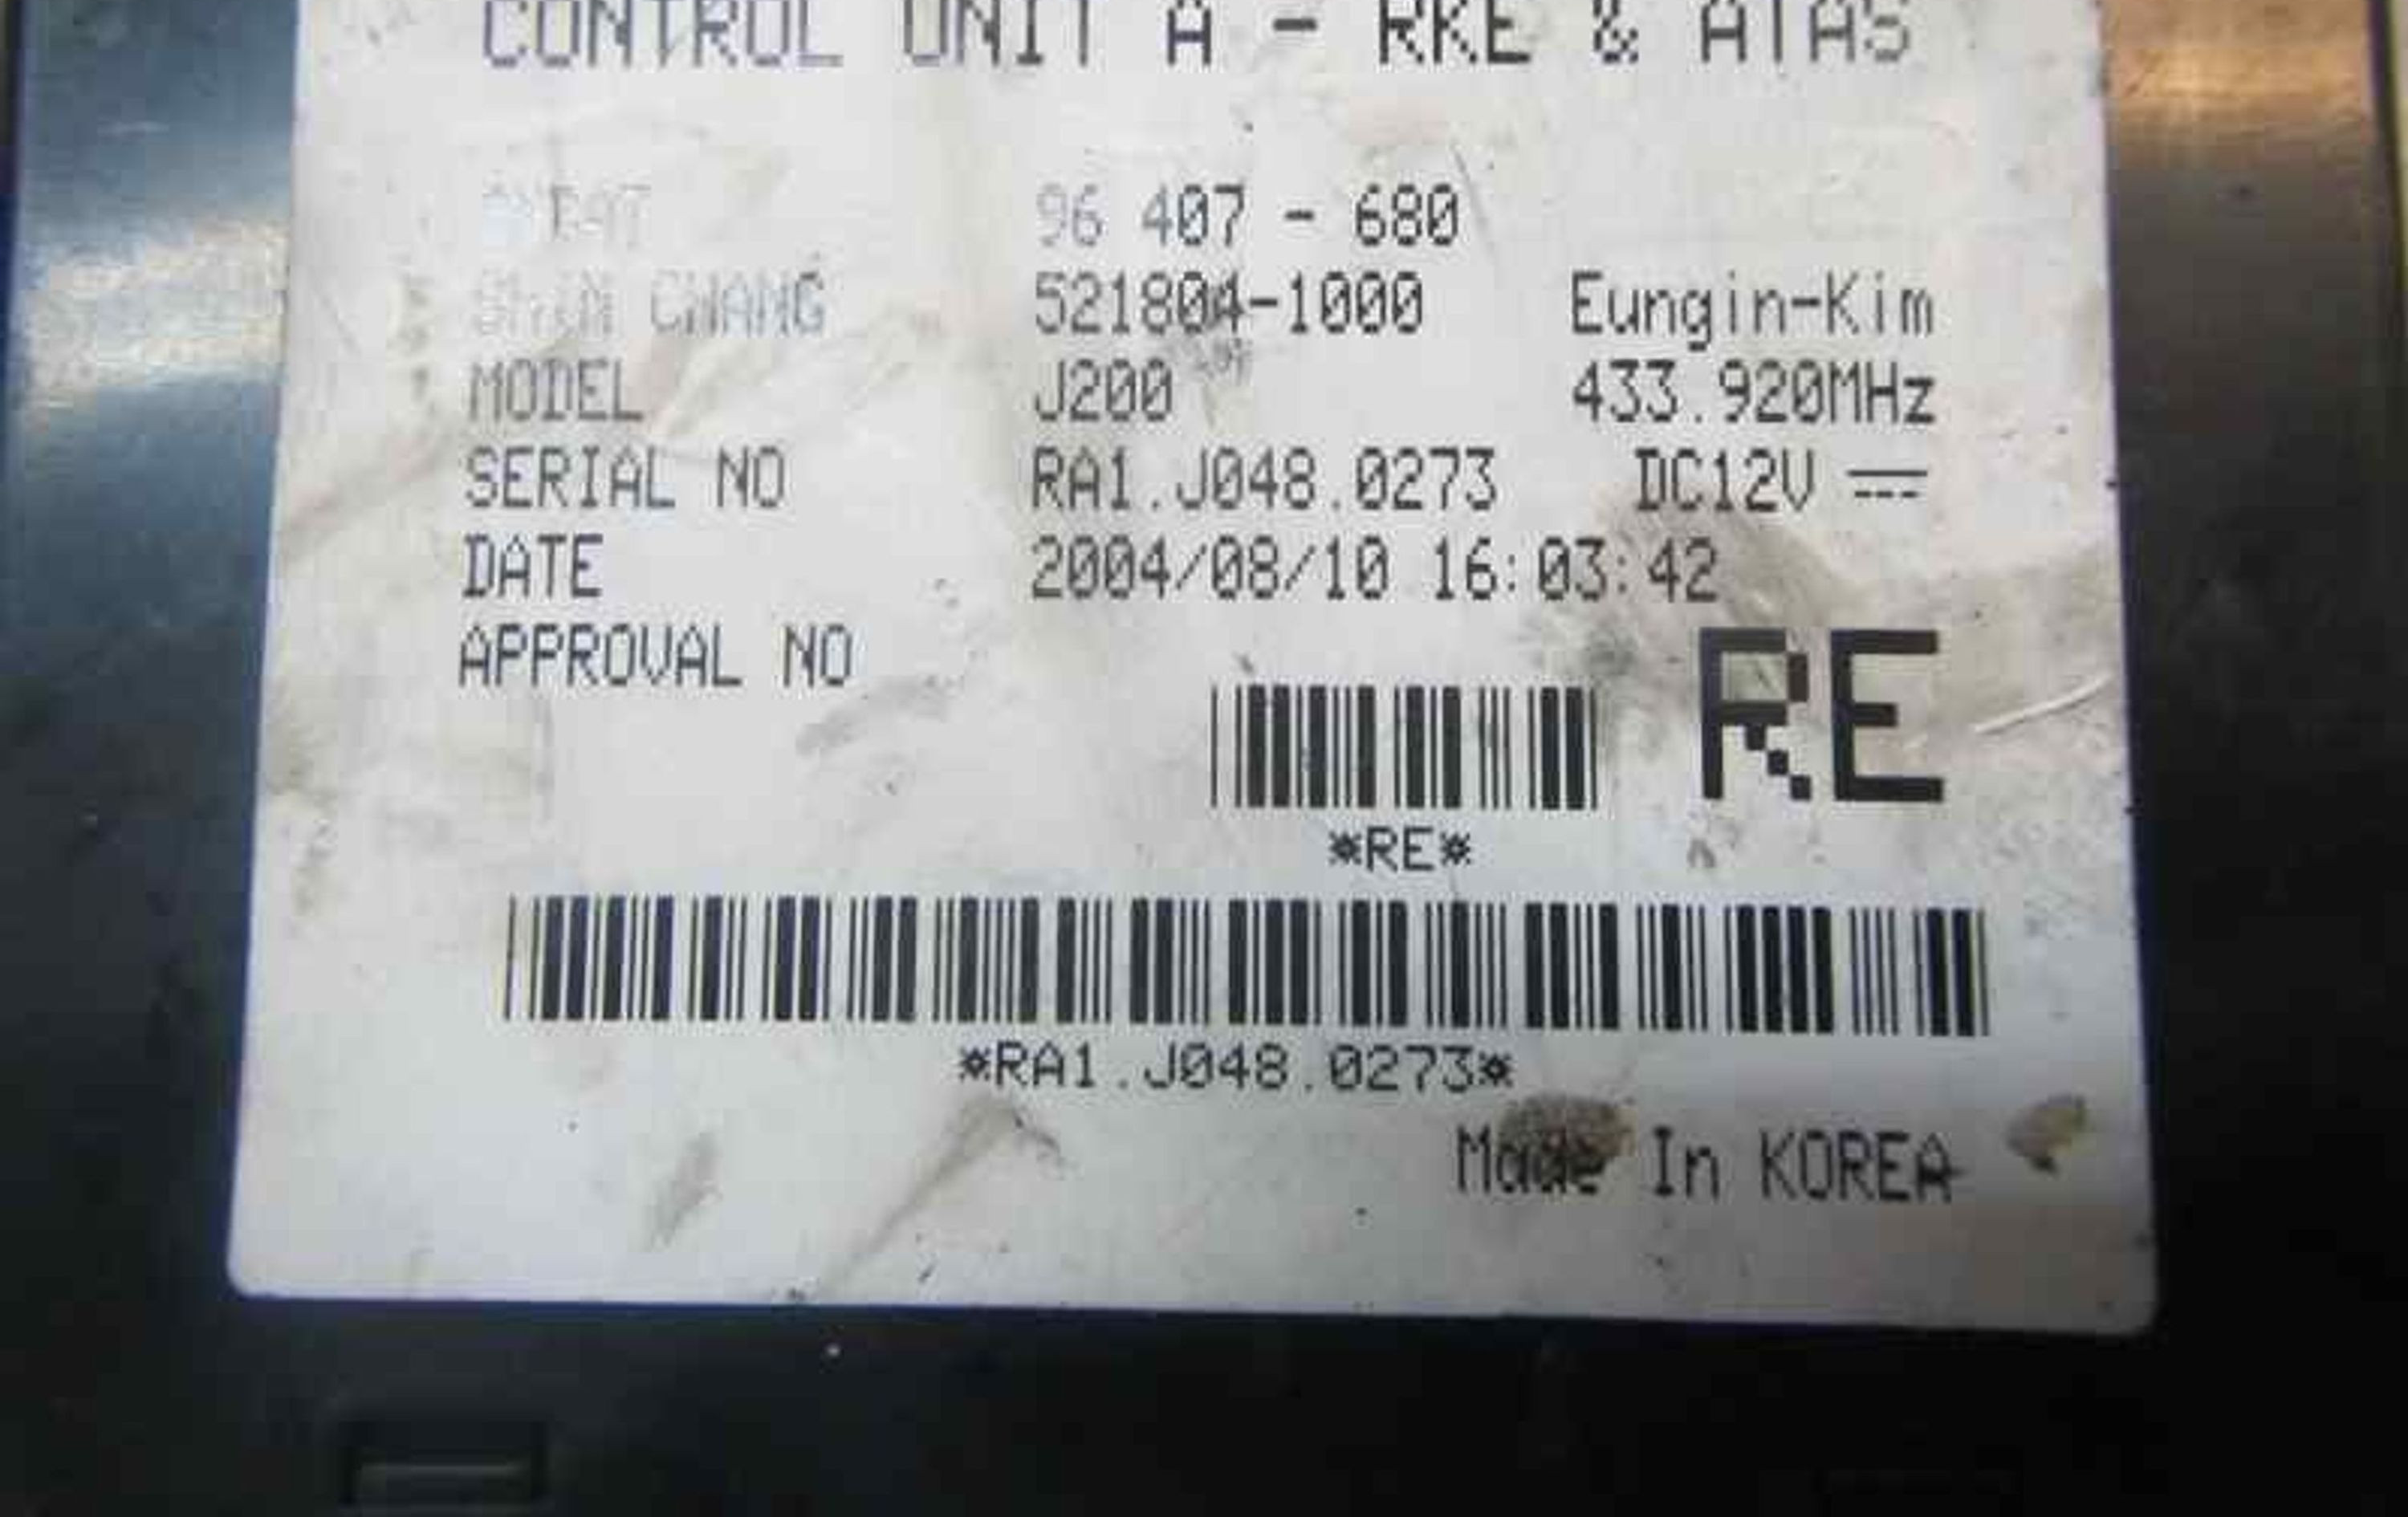 CONTROL UNIT A - RKE & ATAS
96 407 - 680
SHIN CHANG 521804-1000 Eungin-Kim
MODEL J200 433.920MHz
SERIAL NO RA1.J048.0273 DC12V
DATE 2004/08/10 16:03:42
APPROVAL NO
RE
*RE*
*RA1.J048.0273*
Made In KOREA